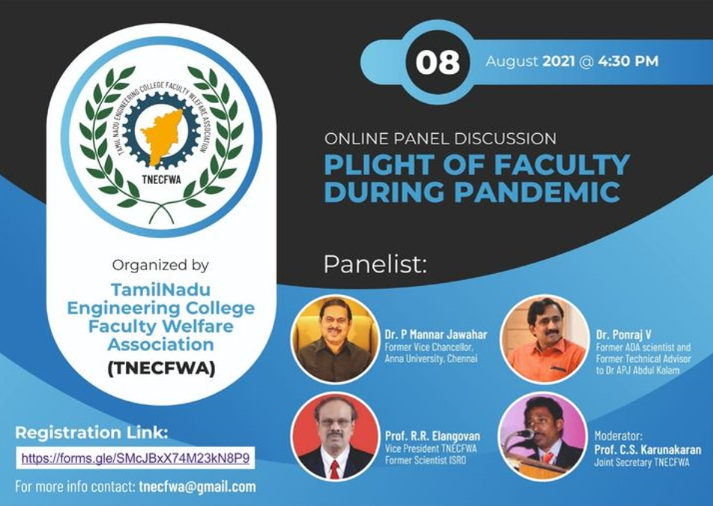 08
August 2021 @ 4:30 PM
TAMIL NADU ENGINEERING COLLEGE FACULTY WELFARE ASSOCIATION
TNECFWA
ONLINE PANEL DISCUSSION
PLIGHT OF FACULTY
DURING PANDEMIC
Organized by
TamilNadu
Engineering College
Faculty Welfare
Association
(TNECFWA)
Panelist:
Dr. P Mannar Jawahar
Former Vice Chancellor,
Anna University, Chennai
Dr. Ponraj V
Former ADA scientist and
Former Technical Advisor
to Dr APJ Abdul Kalam
Prof. R.R. Elangovan
Vice President TNECFWA
Former Scientist ISRO
Moderator:
Prof. C.S. Karunakaran
Joint Secretary TNECFWA
Registration Link:
https://forms.gle/SMcJBxX74M23kN8P9
For more info contact: tnecfwa@gmail.com